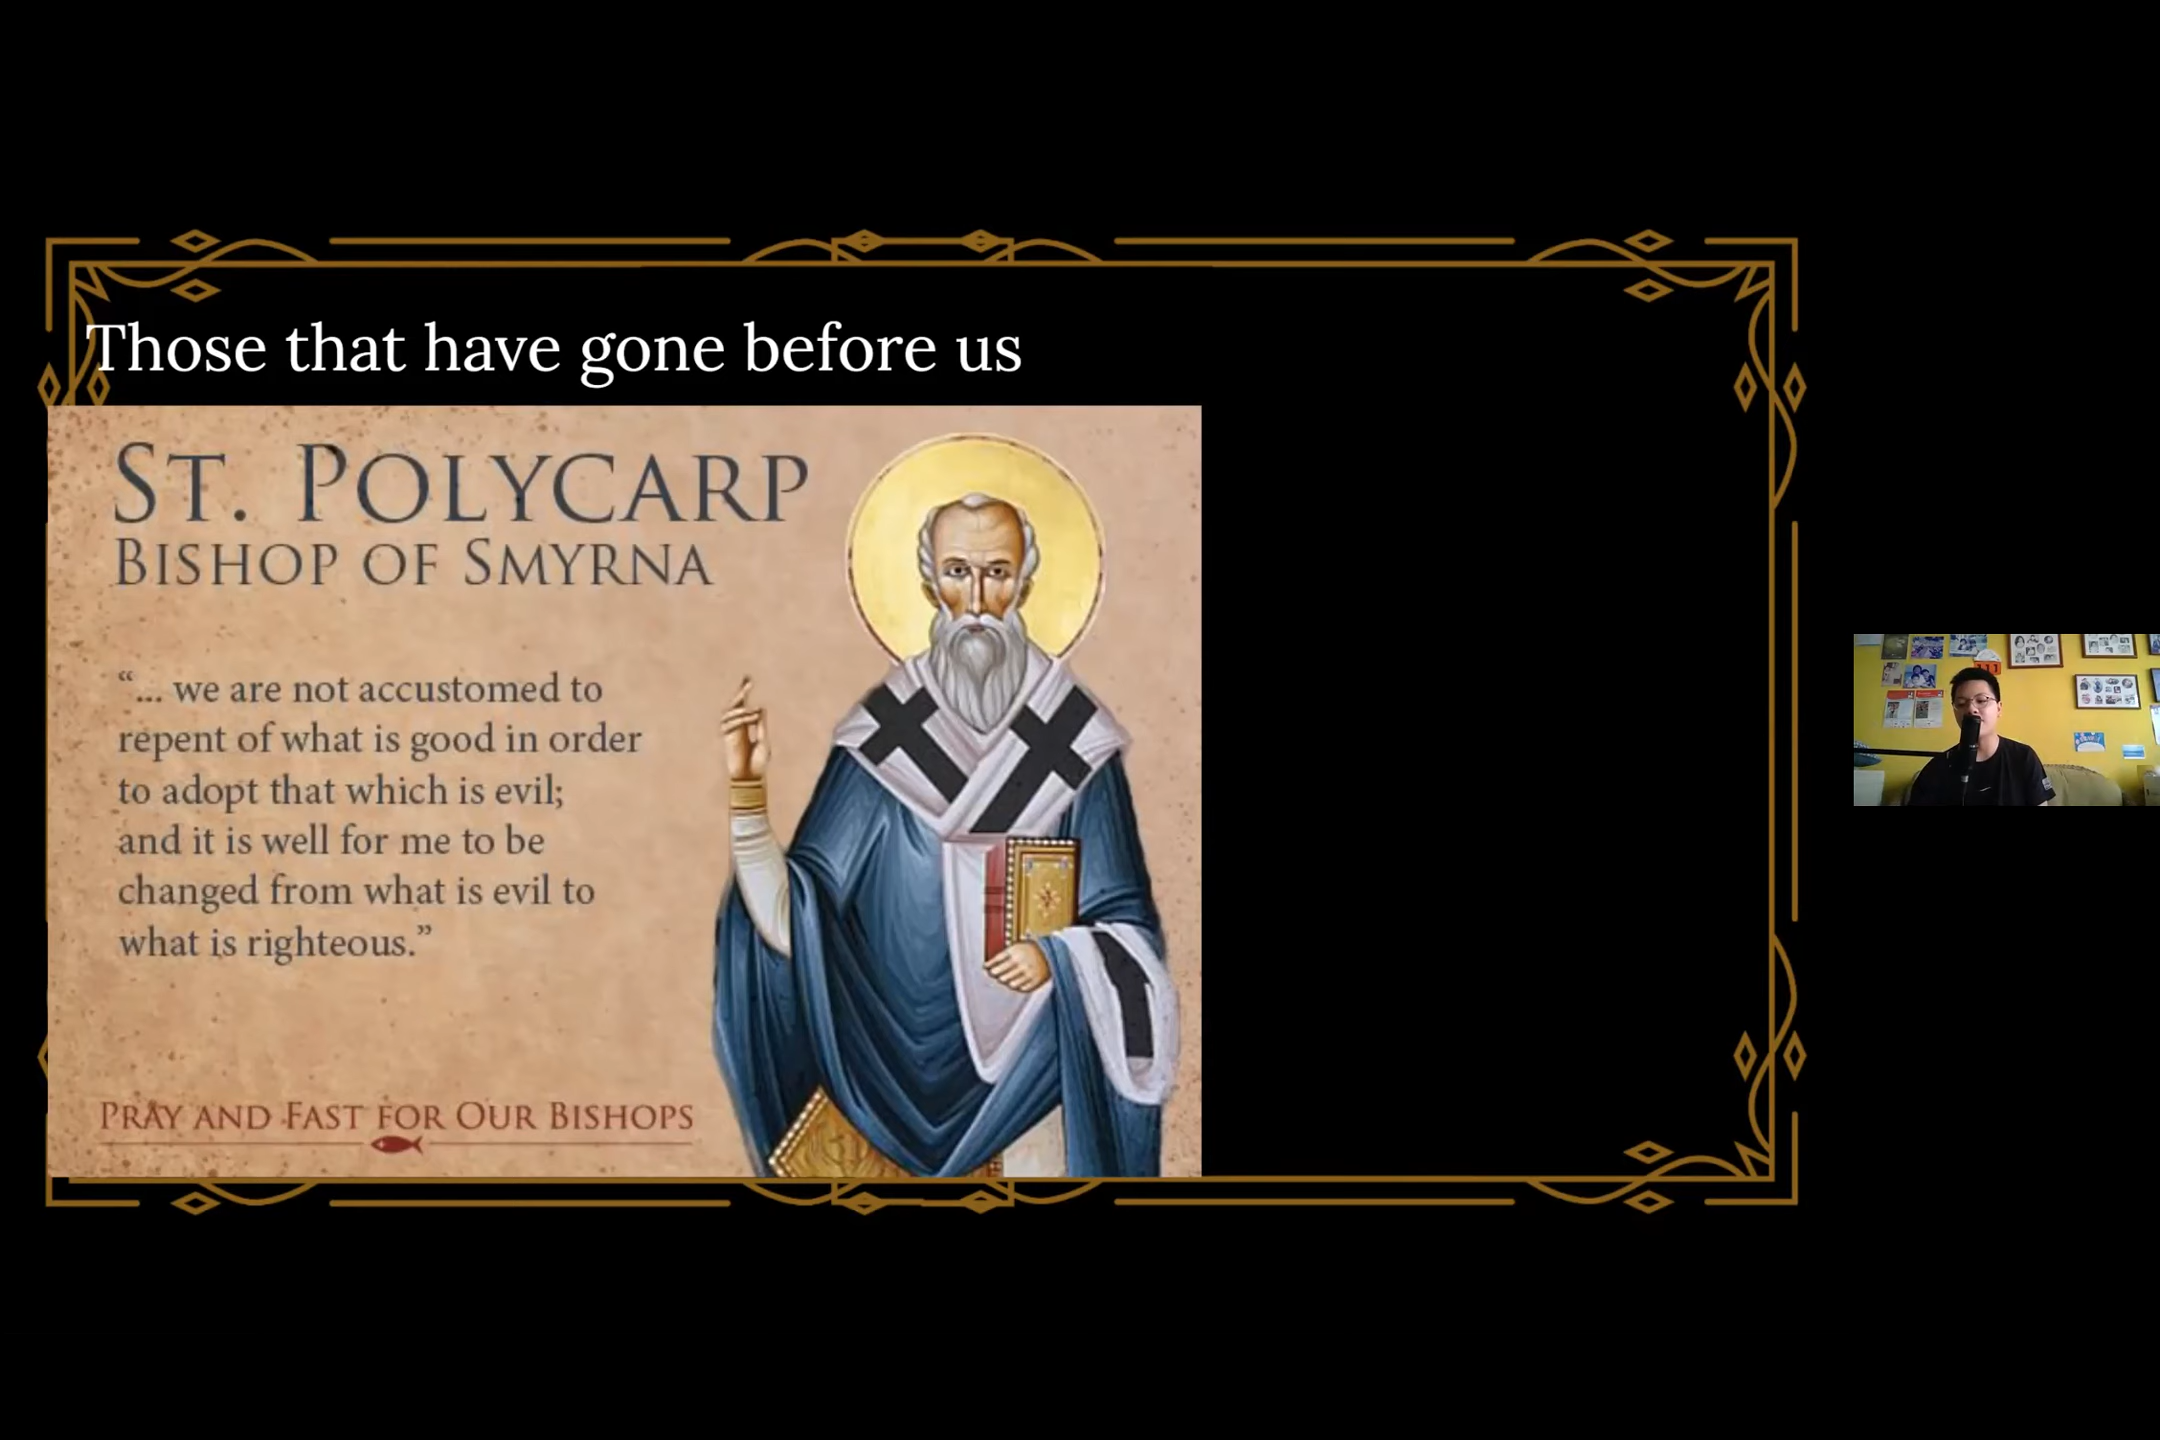 Those that have gone before us
ST. POLYCARP
BISHOP OF SMYRNA
“... we are not accustomed to
repent of what is good in order
to adopt that which is evil;
and it is well for me to be
changed from what is evil to
what is righteous.”
PRAY AND FAST FOR OUR BISHOPS